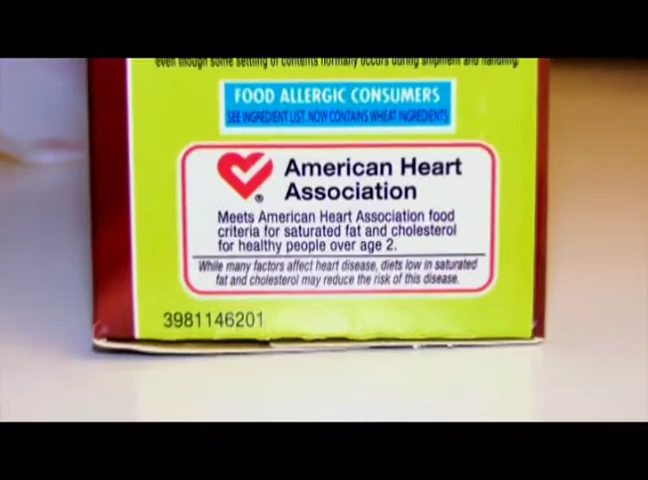 even though some settling of contents normally occurs during shipment and handling.
FOOD ALLERGIC CONSUMERS
SEE INGREDIENT LIST. NOW CONTAINS WHEAT INGREDIENTS
American Heart
Association
®
Meets American Heart Association food
criteria for saturated fat and cholesterol
for healthy people over age 2.
While many factors affect heart disease, diets low in saturated
fat and cholesterol may reduce the risk of this disease.
3981146201